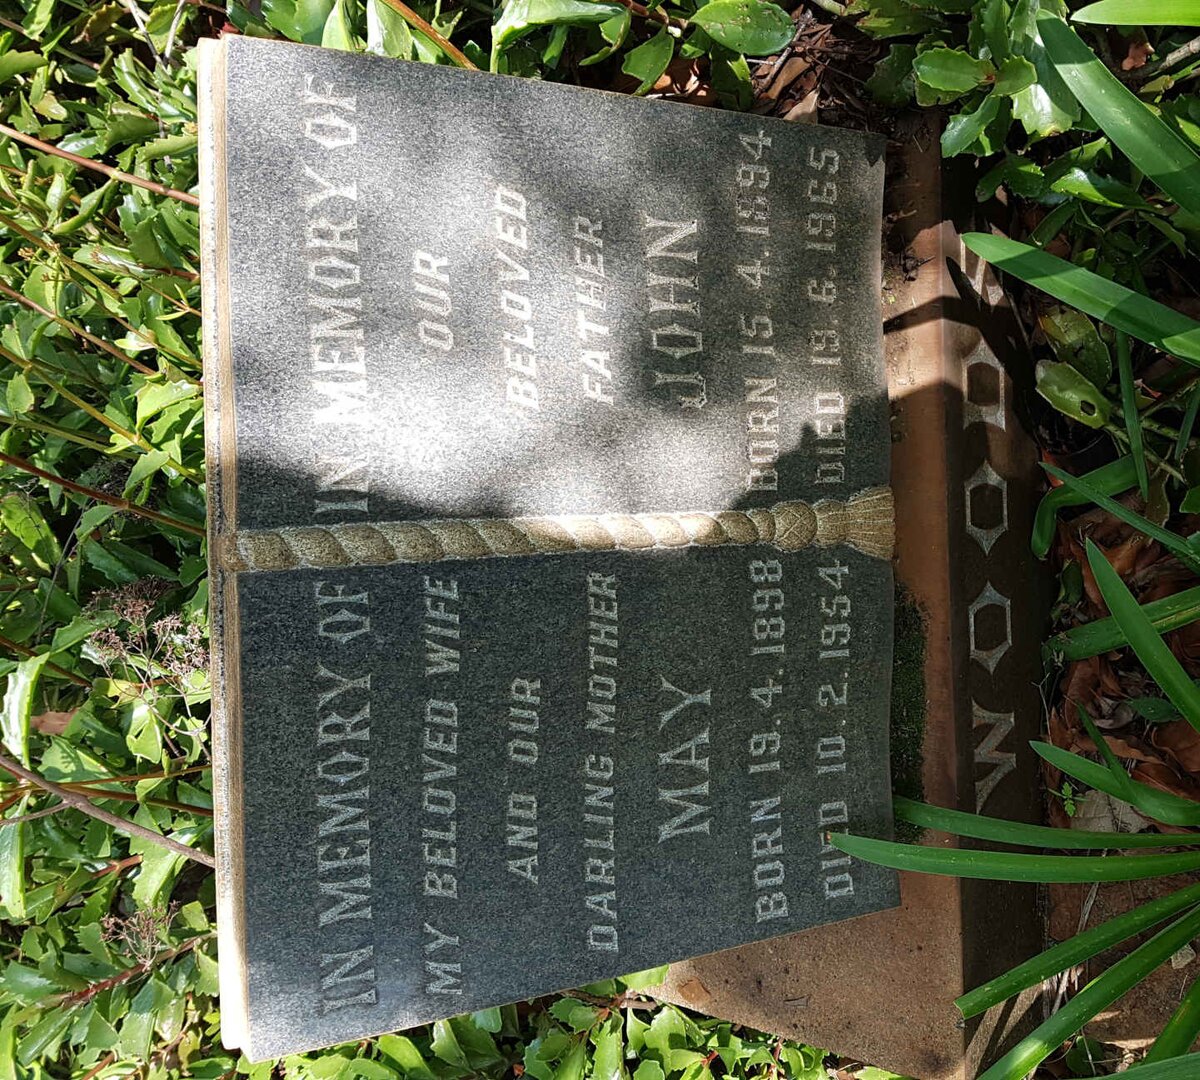 IN MEMORY OF
MY BELOVED WIFE
AND OUR
DARLING MOTHER
MAY
BORN 19.4.1898
DIED 10.2.1954
IN MEMORY OF
OUR
BELOVED
FATHER
JOHN
BORN 15.4.1894
DIED 19.6.1965
WOODS